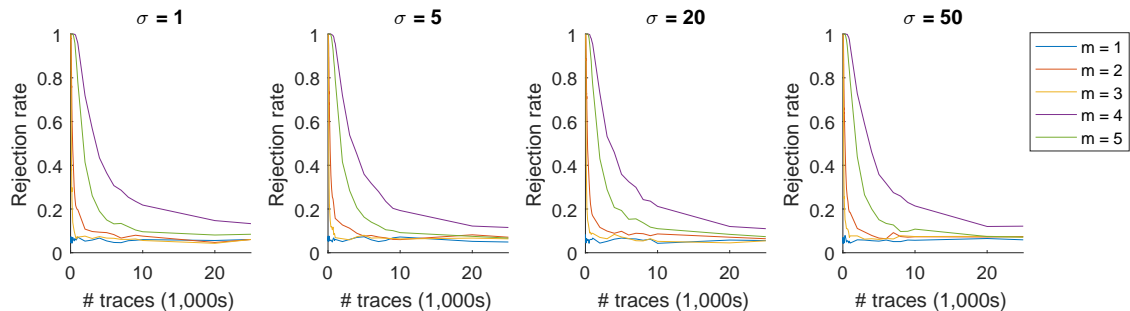 σ = 1
σ = 5
σ = 20
σ = 50
Rejection rate
1
0.8
0.6
0.4
0.2
0
0
10
20
# traces (1,000s)
Rejection rate
1
0.8
0.6
0.4
0.2
0
0
10
20
# traces (1,000s)
Rejection rate
1
0.8
0.6
0.4
0.2
0
0
10
20
# traces (1,000s)
Rejection rate
1
0.8
0.6
0.4
0.2
0
0
10
20
# traces (1,000s)
m = 1
m = 2
m = 3
m = 4
m = 5